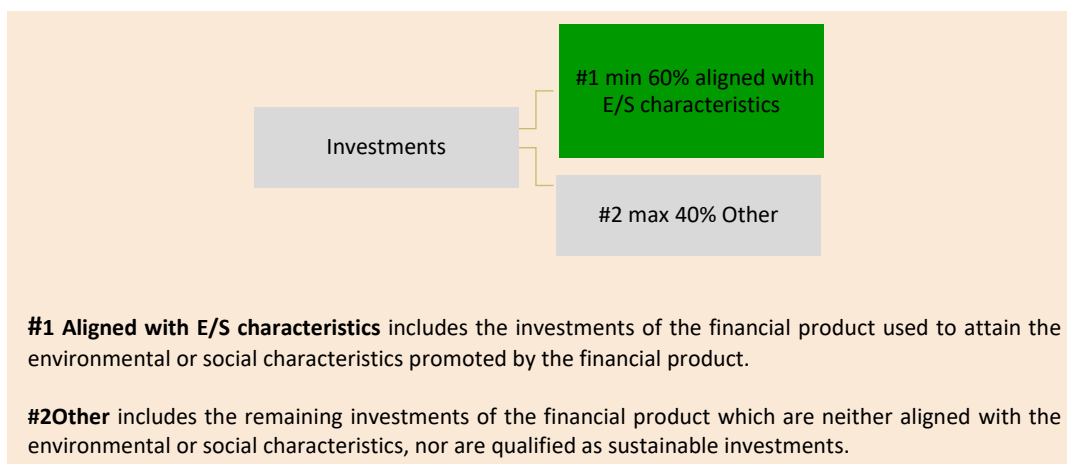 #1 min 60% aligned with
E/S characteristics
Investments
#2 max 40% Other
#1 Aligned with E/S characteristics includes the investments of the financial product used to attain the
environmental or social characteristics promoted by the financial product.
#2Other includes the remaining investments of the financial product which are neither aligned with the
environmental or social characteristics, nor are qualified as sustainable investments.